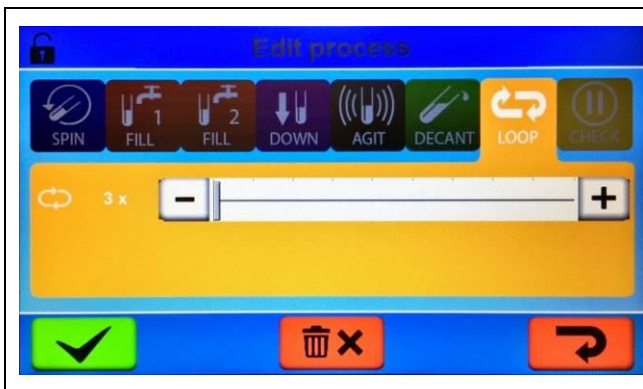 Edit process
SPIN
1
FILL
2
FILL
DOWN
AGIT
DECANT
LOOP
CHECK
3 x